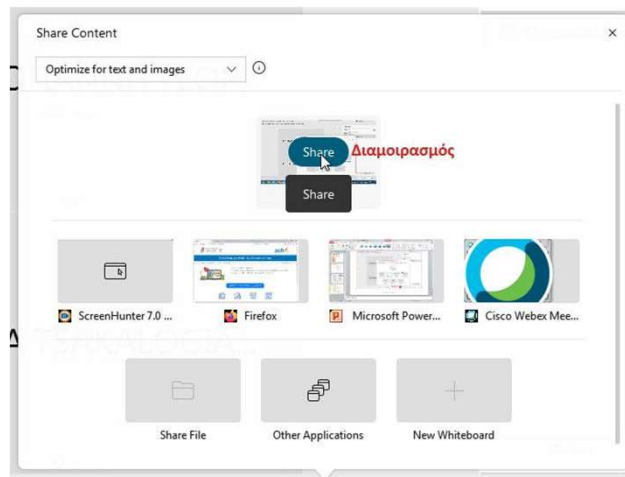 Share Content
Optimize for text and images
Share Διαμοιρασμός
Share
ScreenHunter 7.0 ...
Firefox
Microsoft Power...
Cisco Webex Mee...
Share File
Other Applications
New Whiteboard